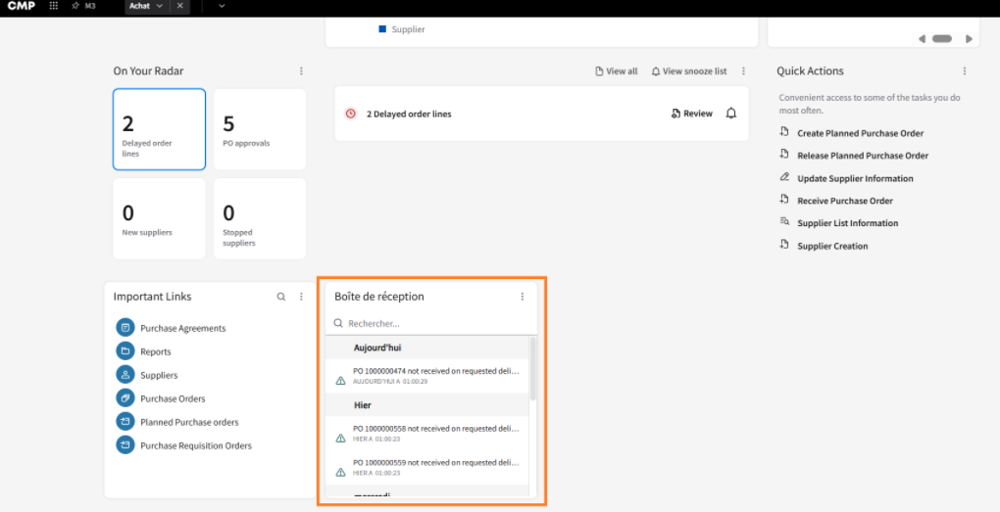 CMP M3 Achat
Supplier
On Your Radar
2
Delayed order
lines
5
PO approvals
0
New suppliers
0
Stopped
suppliers
View all View snooze list
2 Delayed order lines Review
Quick Actions
Convenient access to some of the tasks you do
most often.
Create Planned Purchase Order
Release Planned Purchase Order
Update Supplier Information
Receive Purchase Order
Supplier List Information
Supplier Creation
Important Links
Purchase Agreements
Reports
Suppliers
Purchase Orders
Planned Purchase orders
Purchase Requisition Orders
Boîte de réception
Rechercher...
Aujourd'hui
PO 1000000474 not received on requested deli...
AUJOURD'HUI A 01:00:29
Hier
PO 1000000558 not received on requested deli...
HIER A 01:00:23
PO 1000000559 not received on requested deli...
HIER A 01:00:23